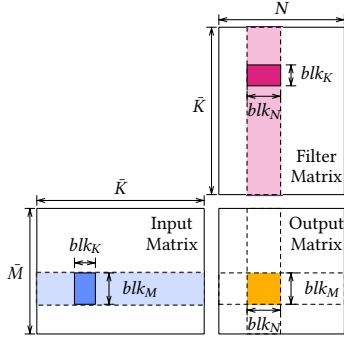 N
K̄
blk_K
blk_N
Filter
Matrix
K̄
M̄
Input
Matrix
blk_K
blk_M
Output
Matrix
blk_M
blk_N